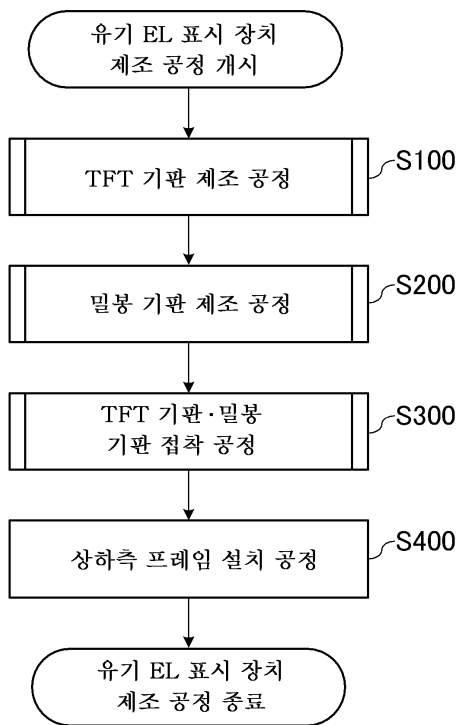 유기 EL 표시 장치
제조 공정 개시
TFT 기판 제조 공정
S100
밀봉 기판 제조 공정
S200
TFT 기판·밀봉
기판 접착 공정
S300
상하측 프레임 설치 공정
S400
유기 EL 표시 장치
제조 공정 종료